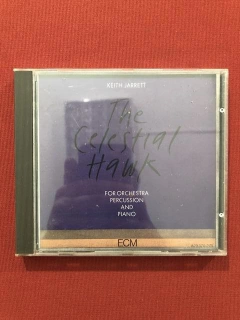 KEITH JARRETT
The
Celestial
Hawk
FOR ORCHESTRA
PERCUSSION
AND
PIANO
ECM